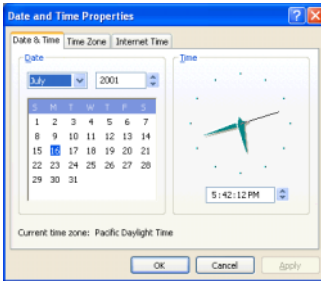 Date and Time Properties
Date & Time Time Zone Internet Time
Date
Time
July 2001
S M T W T F S
1 2 3 4 5 6 7
8 9 10 11 12 13 14
15 16 17 18 19 20 21
22 23 24 25 26 27 28
29 30 31
5:42:12 PM
Current time zone: Pacific Daylight Time
OK Cancel Apply